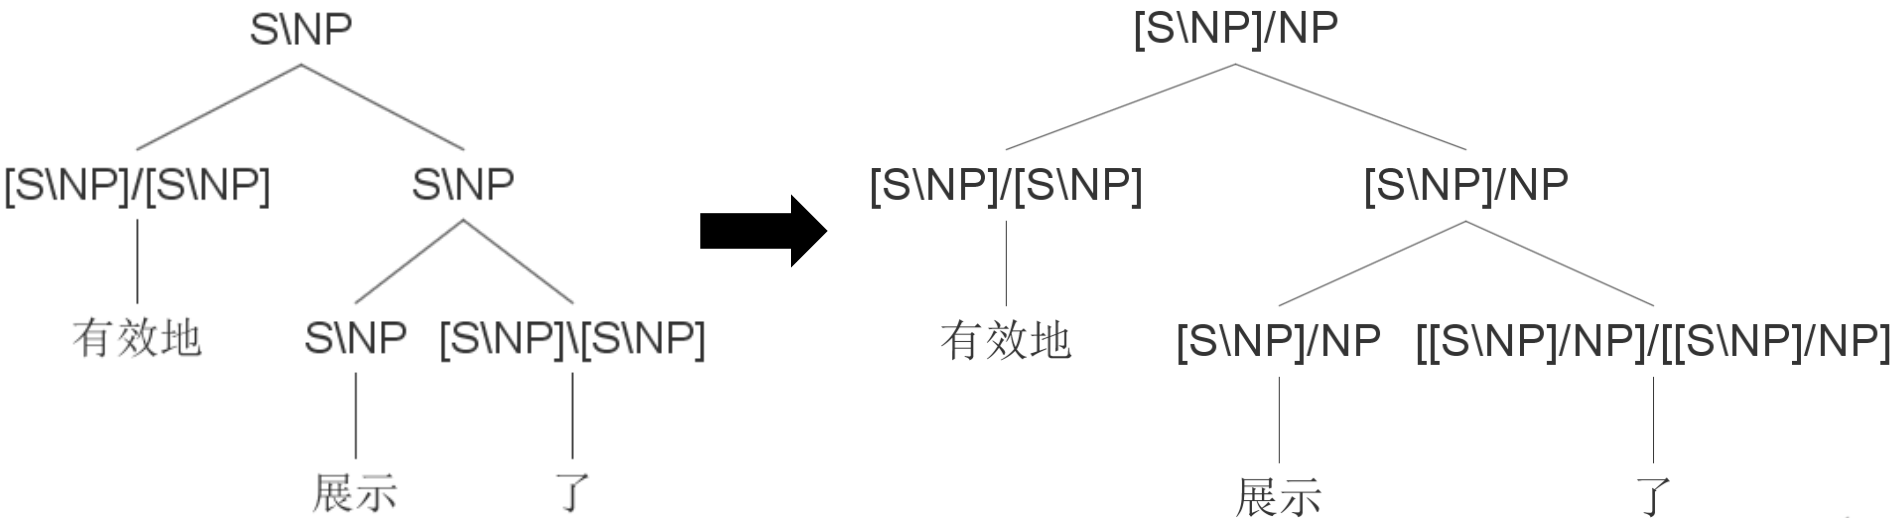 S\NP
[S\NP]/[S\NP] S\NP
有效地 S\NP [S\NP]\[S\NP]
展示 了
[S\NP]/NP
[S\NP]/[S\NP] [S\NP]/NP
有效地 [S\NP]/NP [[S\NP]/NP]/[[S\NP]/NP]
展示 了